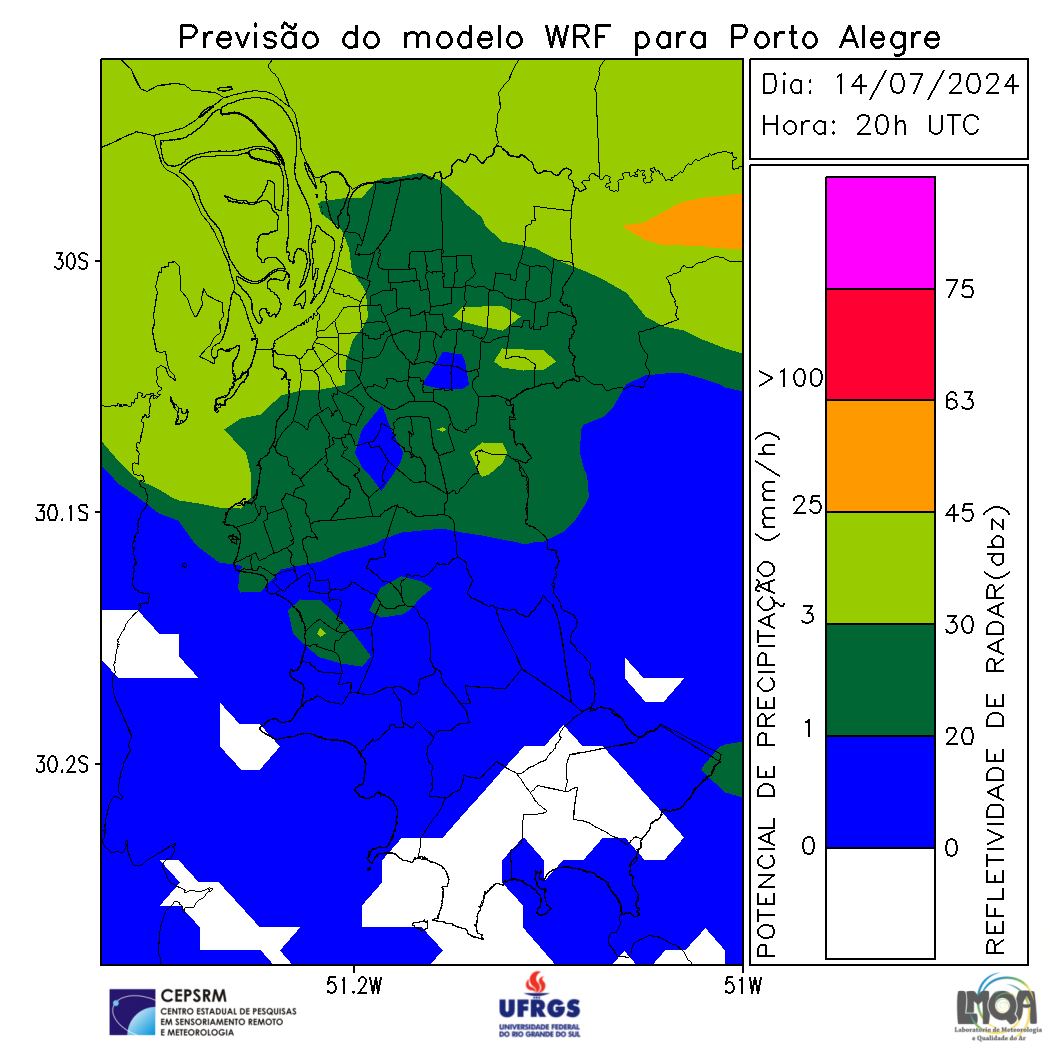 Previsão do modelo WRF para Porto Alegre
Dia: 14/07/2024
Hora: 20h UTC
30S
30.1S
30.2S
51.2W
51W
POTENCIAL DE PRECIPITAÇÃO (mm/h)
>100
25
3
1
0
75
63
45
30
20
0
REFLETIVIDADE DE RADAR(dbz)
CEPSRM
CENTRO ESTADUAL DE PESQUISAS
EM SENSORIAMENTO REMOTO
E METEOROLOGIA
UFRGS
UNIVERSIDADE FEDERAL
DO RIO GRANDE DO SUL
LMQA
Laboratório de Meteorologia
e Qualidade do Ar